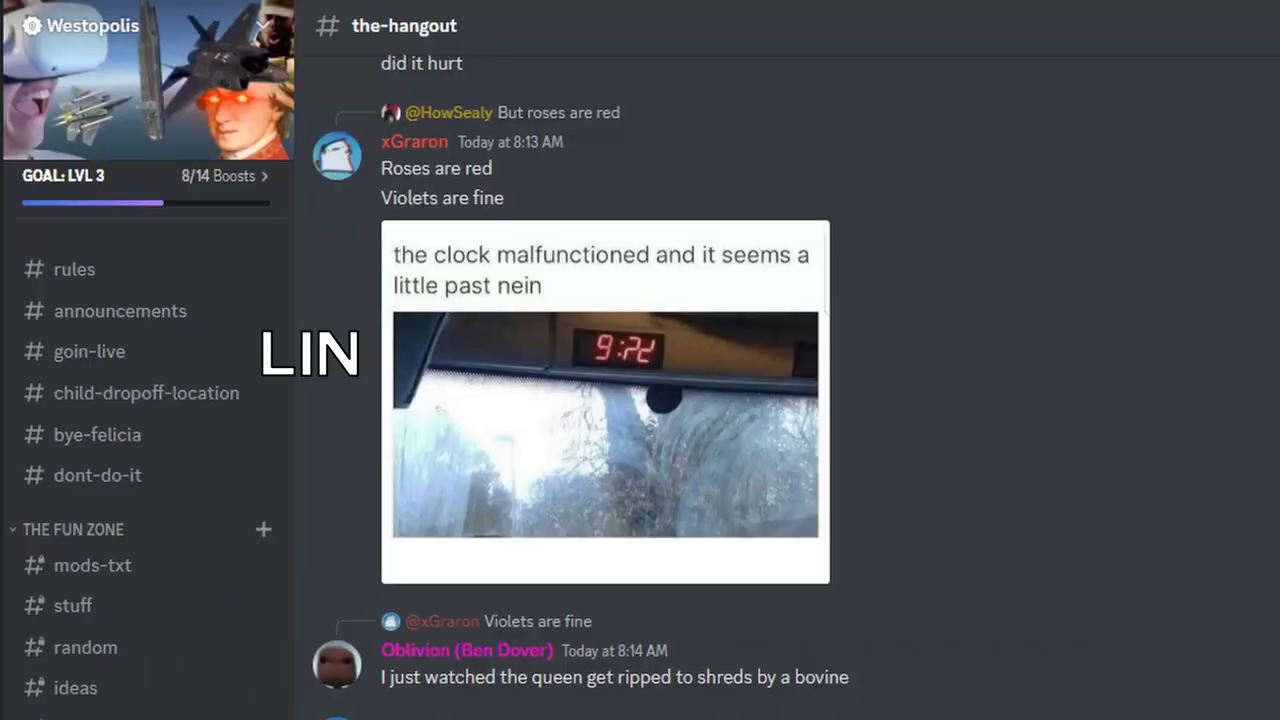 Westopolis
GOAL: LVL 3
8/14 Boosts
rules
announcements
goin-live
child-dropoff-location
bye-felicia
dont-do-it
THE FUN ZONE
mods-txt
stuff
random
ideas
LIN
# the-hangout
did it hurt
@HowSealy But roses are red
xGraron Today at 8:13 AM
Roses are red
Violets are fine
the clock malfunctioned and it seems a
little past nein
@xGraron Violets are fine
Oblivion (Ben Dover) Today at 8:14 AM
I just watched the queen get ripped to shreds by a bovine